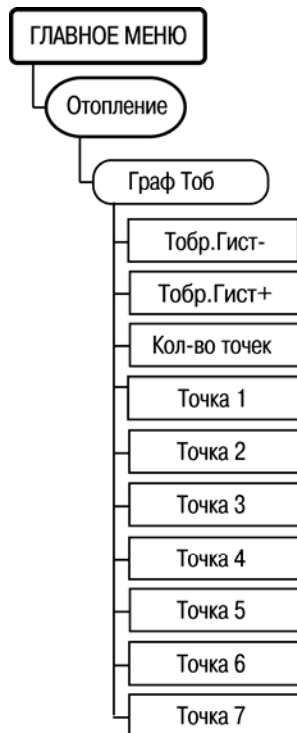 ГЛАВНОЕ МЕНЮ
Отопление
Граф Тоб
Тобр.Гист-
Тобр.Гист+
Кол-во точек
Точка 1
Точка 2
Точка 3
Точка 4
Точка 5
Точка 6
Точка 7